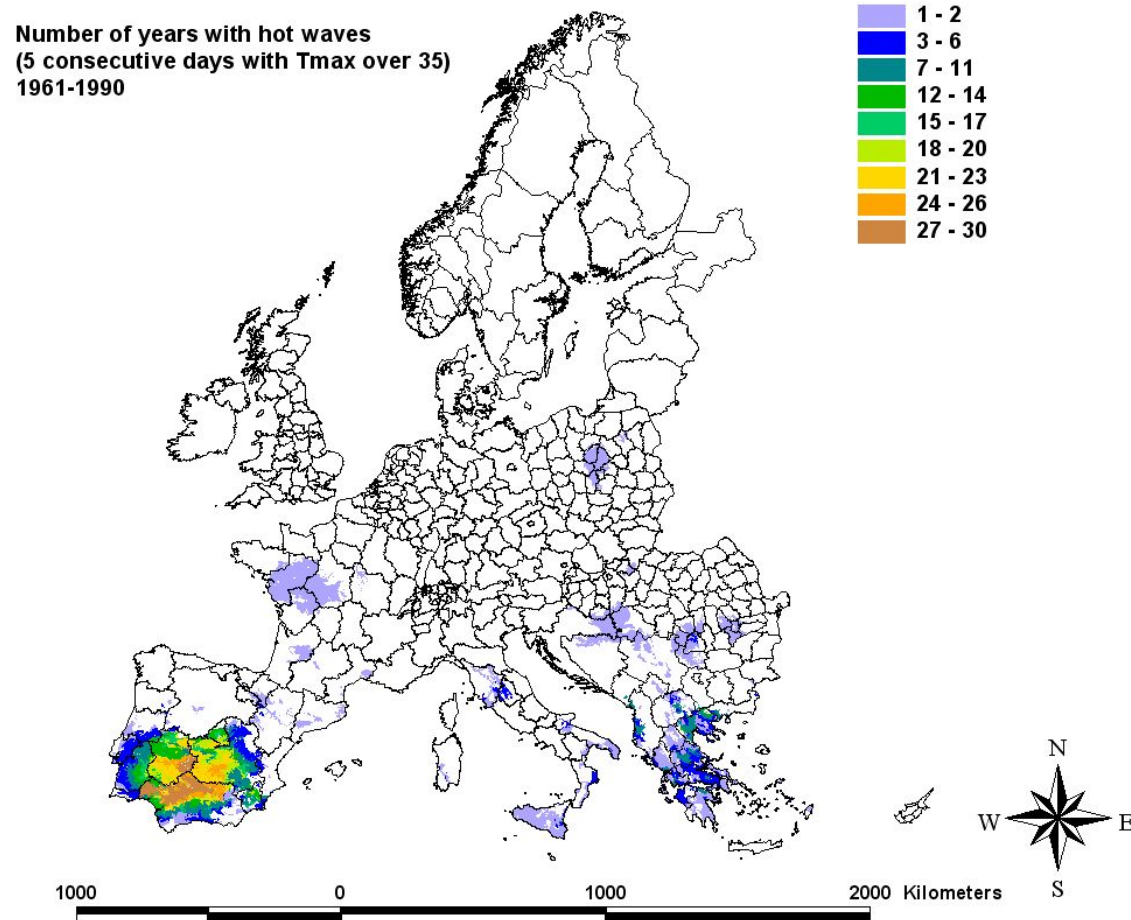 Number of years with hot waves
(5 consecutive days with Tmax over 35)
1961-1990
1 - 2
3 - 6
7 - 11
12 - 14
15 - 17
18 - 20
21 - 23
24 - 26
27 - 30
N
W E
S
1000 0 1000 2000 Kilometers